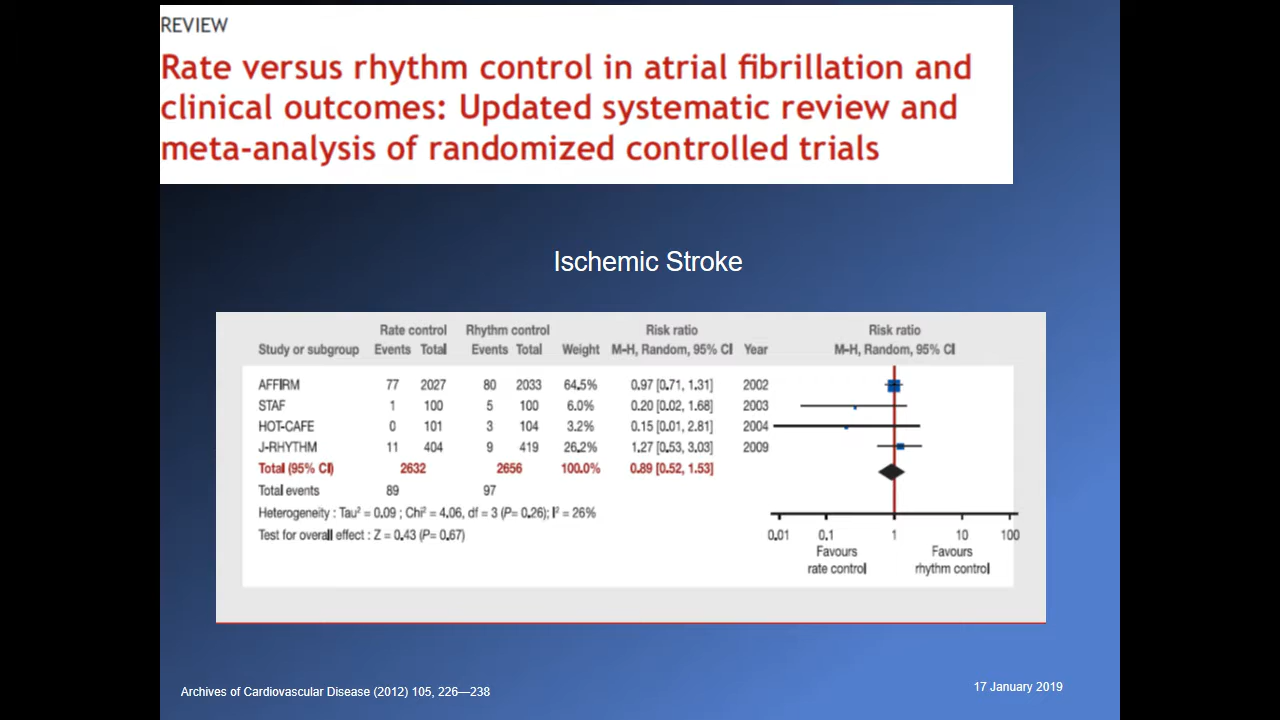 REVIEW
Rate versus rhythm control in atrial fibrillation and
clinical outcomes: Updated systematic review and
meta-analysis of randomized controlled trials
Ischemic Stroke
Rate control Rhythm control Risk ratio Risk ratio
Study or subgroup Events Total Events Total Weight M–H, Random, 95% CI Year M–H, Random, 95% CI
AFFIRM 77 2027 80 2033 64.5% 0.97 [0.71, 1.31] 2002
STAF 1 100 5 100 6.0% 0.20 [0.02, 1.68] 2003
HOT-CAFE 0 101 3 104 3.2% 0.15 [0.01, 2.81] 2004
J-RHYTHM 11 404 9 419 26.2% 1.27 [0.53, 3.03] 2009
Total (95% CI) 2632 2656 100.0% 0.89 [0.52, 1.53]
Total events 89 97
Heterogeneity : Tau² = 0.09 ; Chi² = 4.06, df = 3 (P= 0.26); I² = 26%
Test for overall effect : Z = 0.43 (P= 0.67)
0.01 0.1 1 10 100
Favours Favours
rate control rhythm control
Archives of Cardiovascular Disease (2012) 105, 226—238
17 January 2019